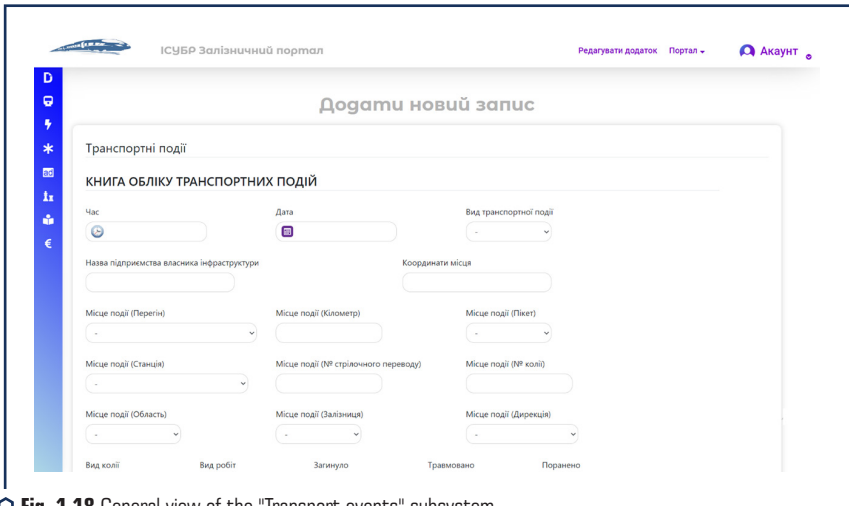 ІСУБР Залізничний портал
Редагувати додаток Портал Акаунт
D
Додати новий запис
Транспортні події
КНИГА ОБЛІКУ ТРАНСПОРТНИХ ПОДІЙ
Час Дата Вид транспортної події
-
Назва підприємства власника інфраструктури Координати місця
Місце події (Перегін) Місце події (Кілометр) Місце події (Пікет)
- -
Місце події (Станція) Місце події (№ стрілочного переводу) Місце події (№ колії)
-
Місце події (Область) Місце події (Залізниця) Місце події (Дирекція)
- - -
Вид колії Вид робіт Загинуло Травмовано Поранено
Fig. 1.18 General view of the "Transport events" subsystem